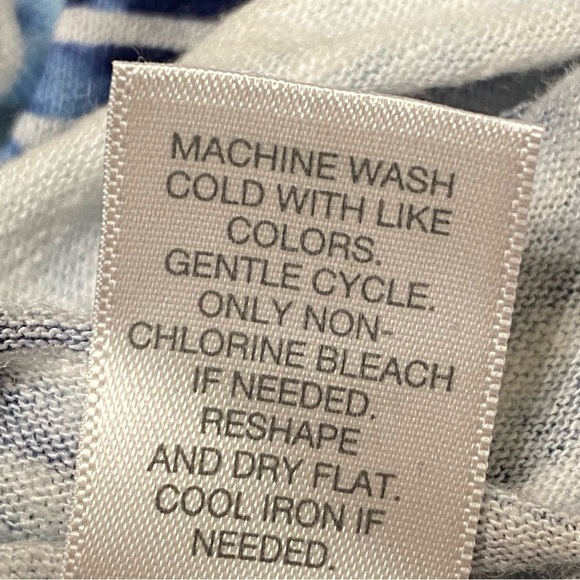 MACHINE WASH
COLD WITH LIKE
COLORS.
GENTLE CYCLE.
ONLY NON-
CHLORINE BLEACH
IF NEEDED.
RESHAPE
AND DRY FLAT.
COOL IRON IF
NEEDED.